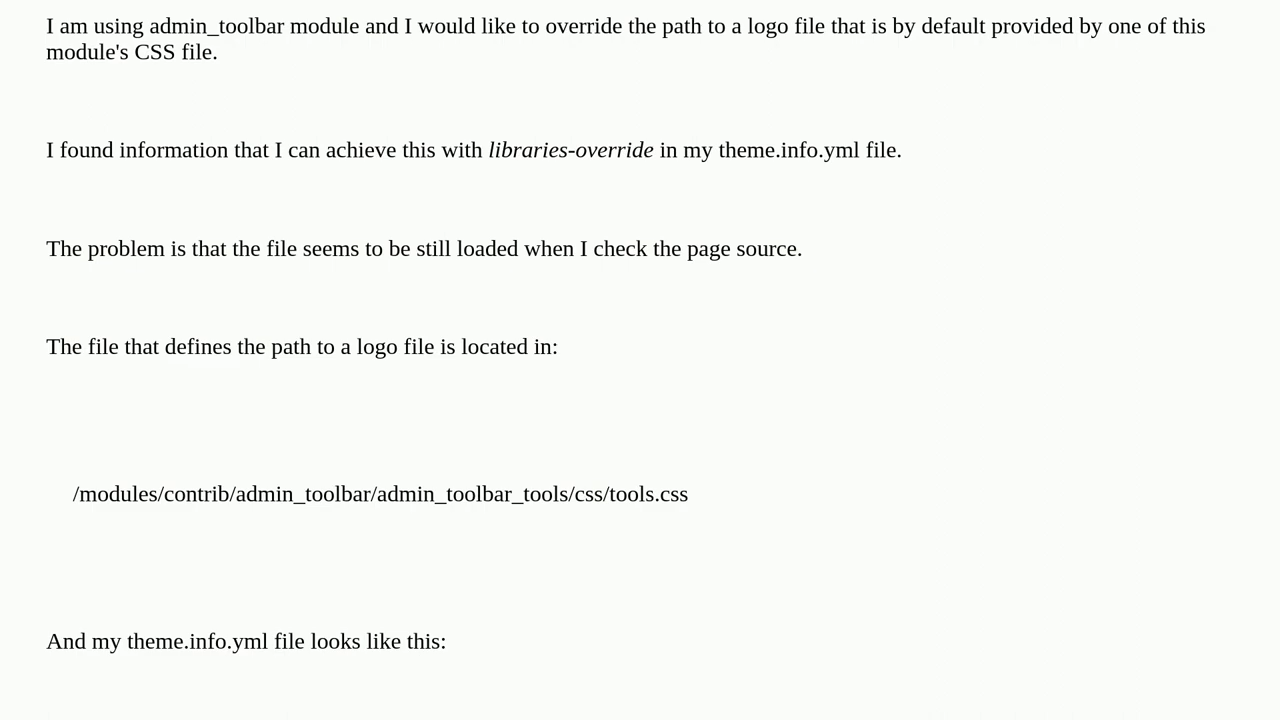 I am using admin_toolbar module and I would like to override the path to a logo file that is by default provided by one of this
module's CSS file.
I found information that I can achieve this with libraries-override in my theme.info.yml file.
The problem is that the file seems to be still loaded when I check the page source.
The file that defines the path to a logo file is located in:
/modules/contrib/admin_toolbar/admin_toolbar_tools/css/tools.css
And my theme.info.yml file looks like this: